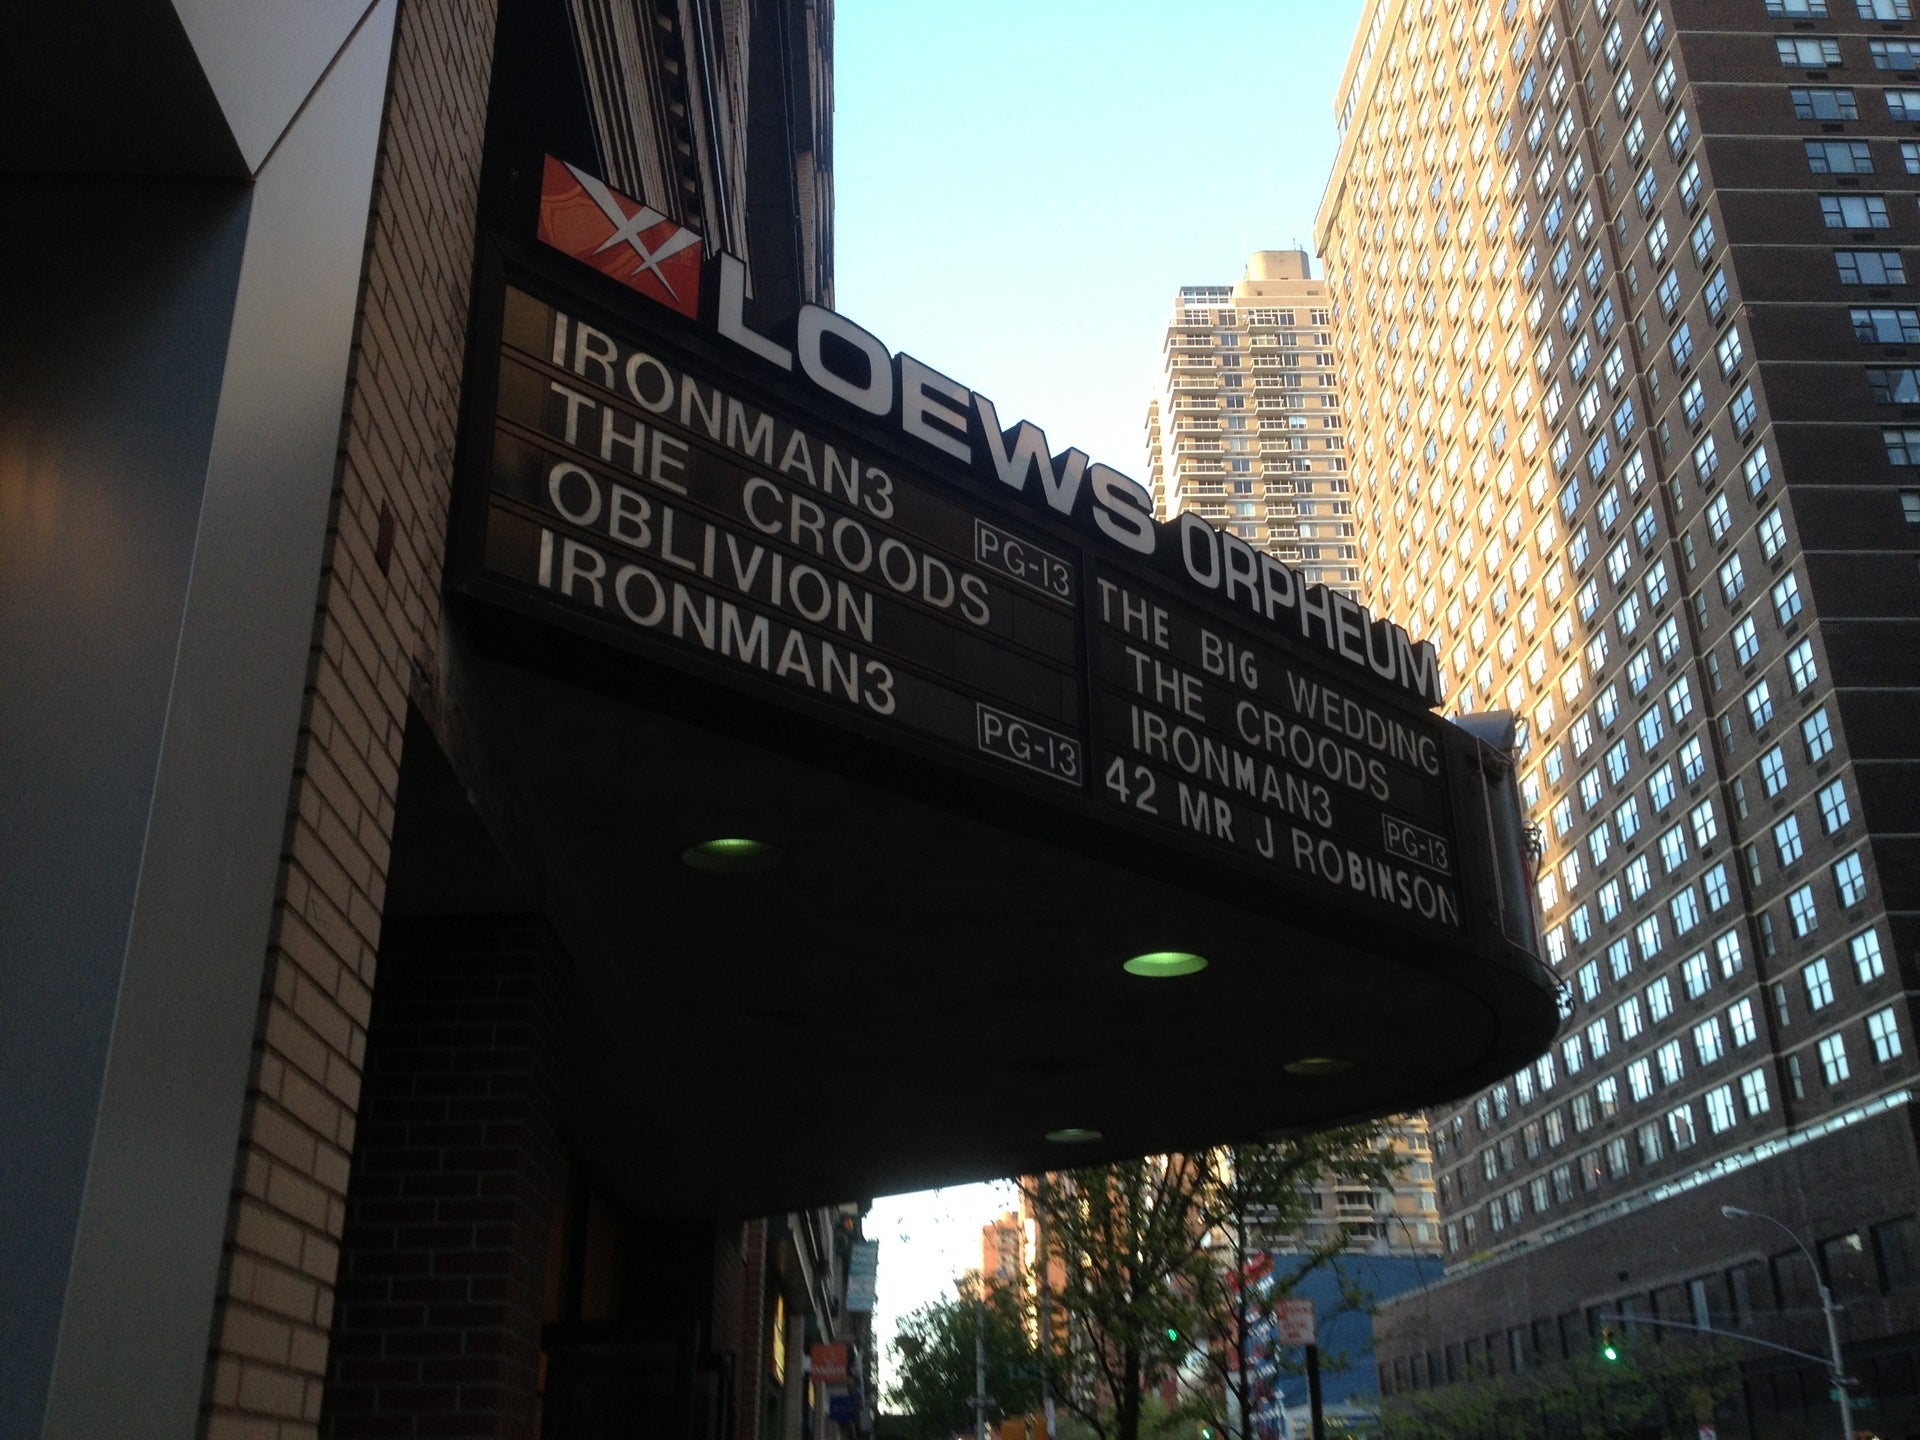 LOEWS ORPHEUM
IRONMAN3
PG-13
THE CROODS
OBLIVION
IRONMAN3
PG-13
THE BIG WEDDING
THE CROODS
IRONMAN3
PG-13
42 MR J ROBINSON